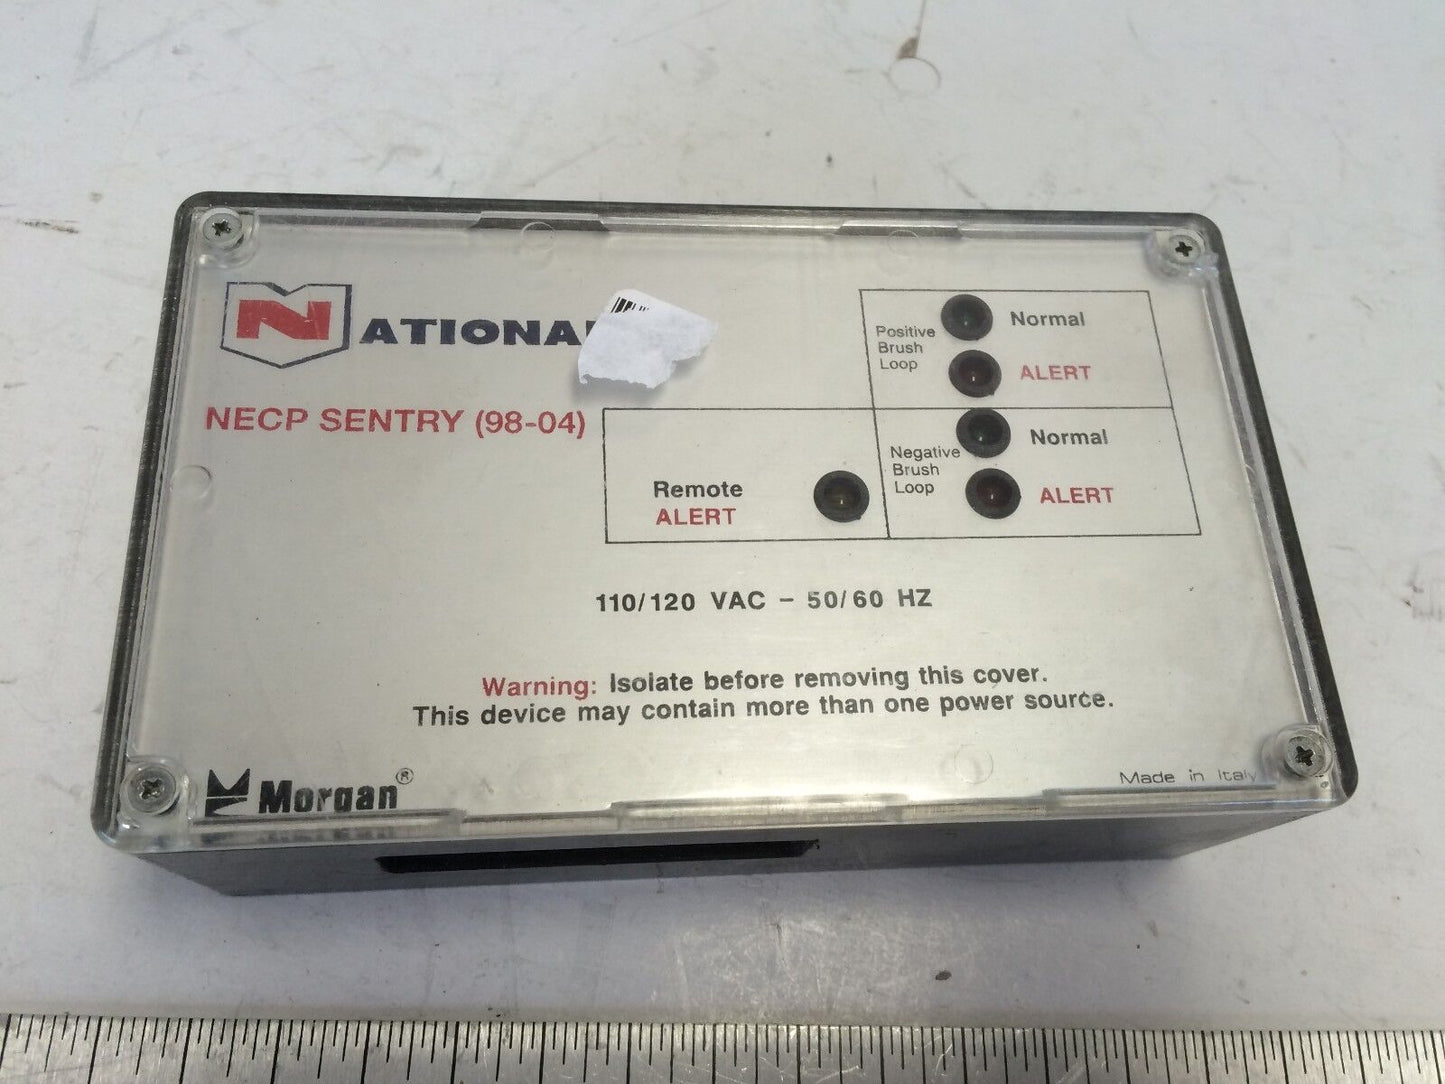 NATIONAL
NECP SENTRY (98-04)
Positive
Brush
Loop
Normal
ALERT
Negative
Brush
Loop
Normal
ALERT
Remote
ALERT
110/120 VAC - 50/60 HZ
Warning: Isolate before removing this cover.
This device may contain more than one power source.
Morgan®
Made in Italy